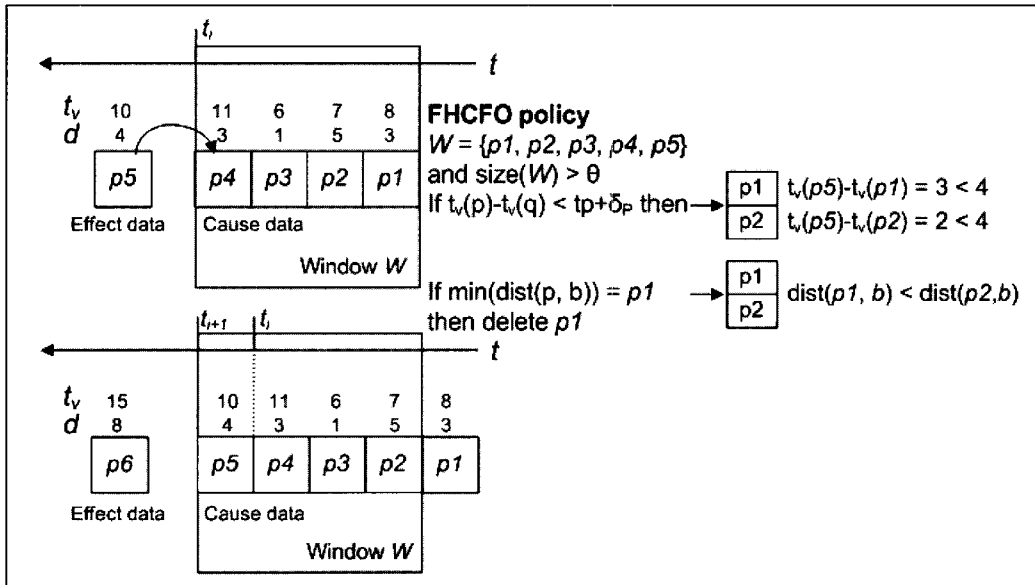 t_i
t
t_v 10 11 6 7 8
d 4 3 1 5 3
p5 p4 p3 p2 p1
Effect data Cause data
Window W
FHCFO policy
W = {p1, p2, p3, p4, p5}
and size(W) > θ
If t_v(p)-t_v(q) < tp+δ_P then
p1 t_v(p5)-t_v(p1) = 3 < 4
p2 t_v(p5)-t_v(p2) = 2 < 4
If min(dist(p, b)) = p1
then delete p1
p1
p2
dist(p1, b) < dist(p2,b)
t_{i+1} t_i
t
t_v 15 10 11 6 7 8
d 8 4 3 1 5 3
p6 p5 p4 p3 p2 p1
Effect data Cause data
Window W